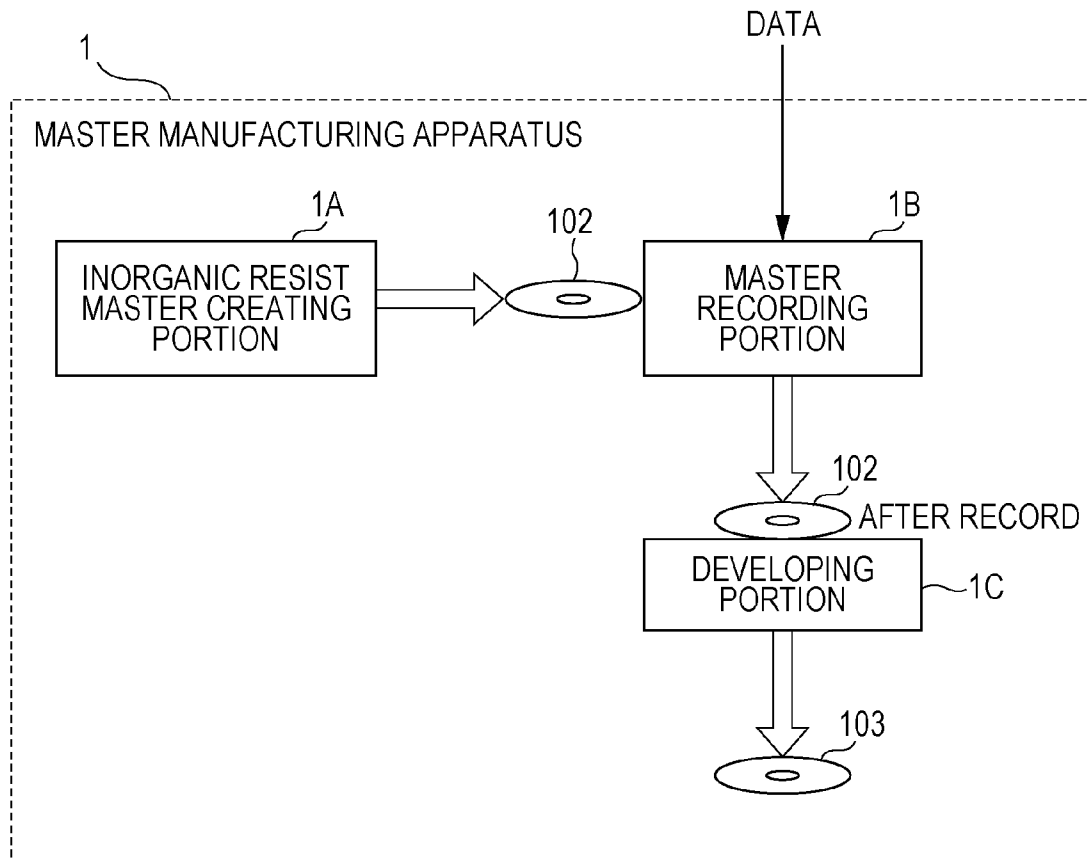 DATA
1
MASTER MANUFACTURING APPARATUS
1A
102
1B
INORGANIC RESIST
MASTER CREATING
PORTION
MASTER
RECORDING
PORTION
102
AFTER RECORD
DEVELOPING
PORTION
1C
103